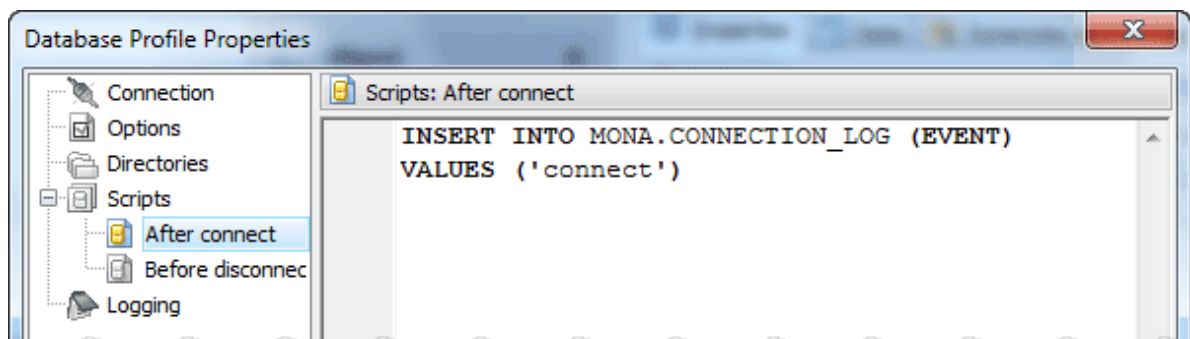 Database Profile Properties
Connection
Options
Directories
Scripts
After connect
Before disconnec
Logging
Scripts: After connect
INSERT INTO MONA.CONNECTION_LOG (EVENT)
VALUES ('connect')